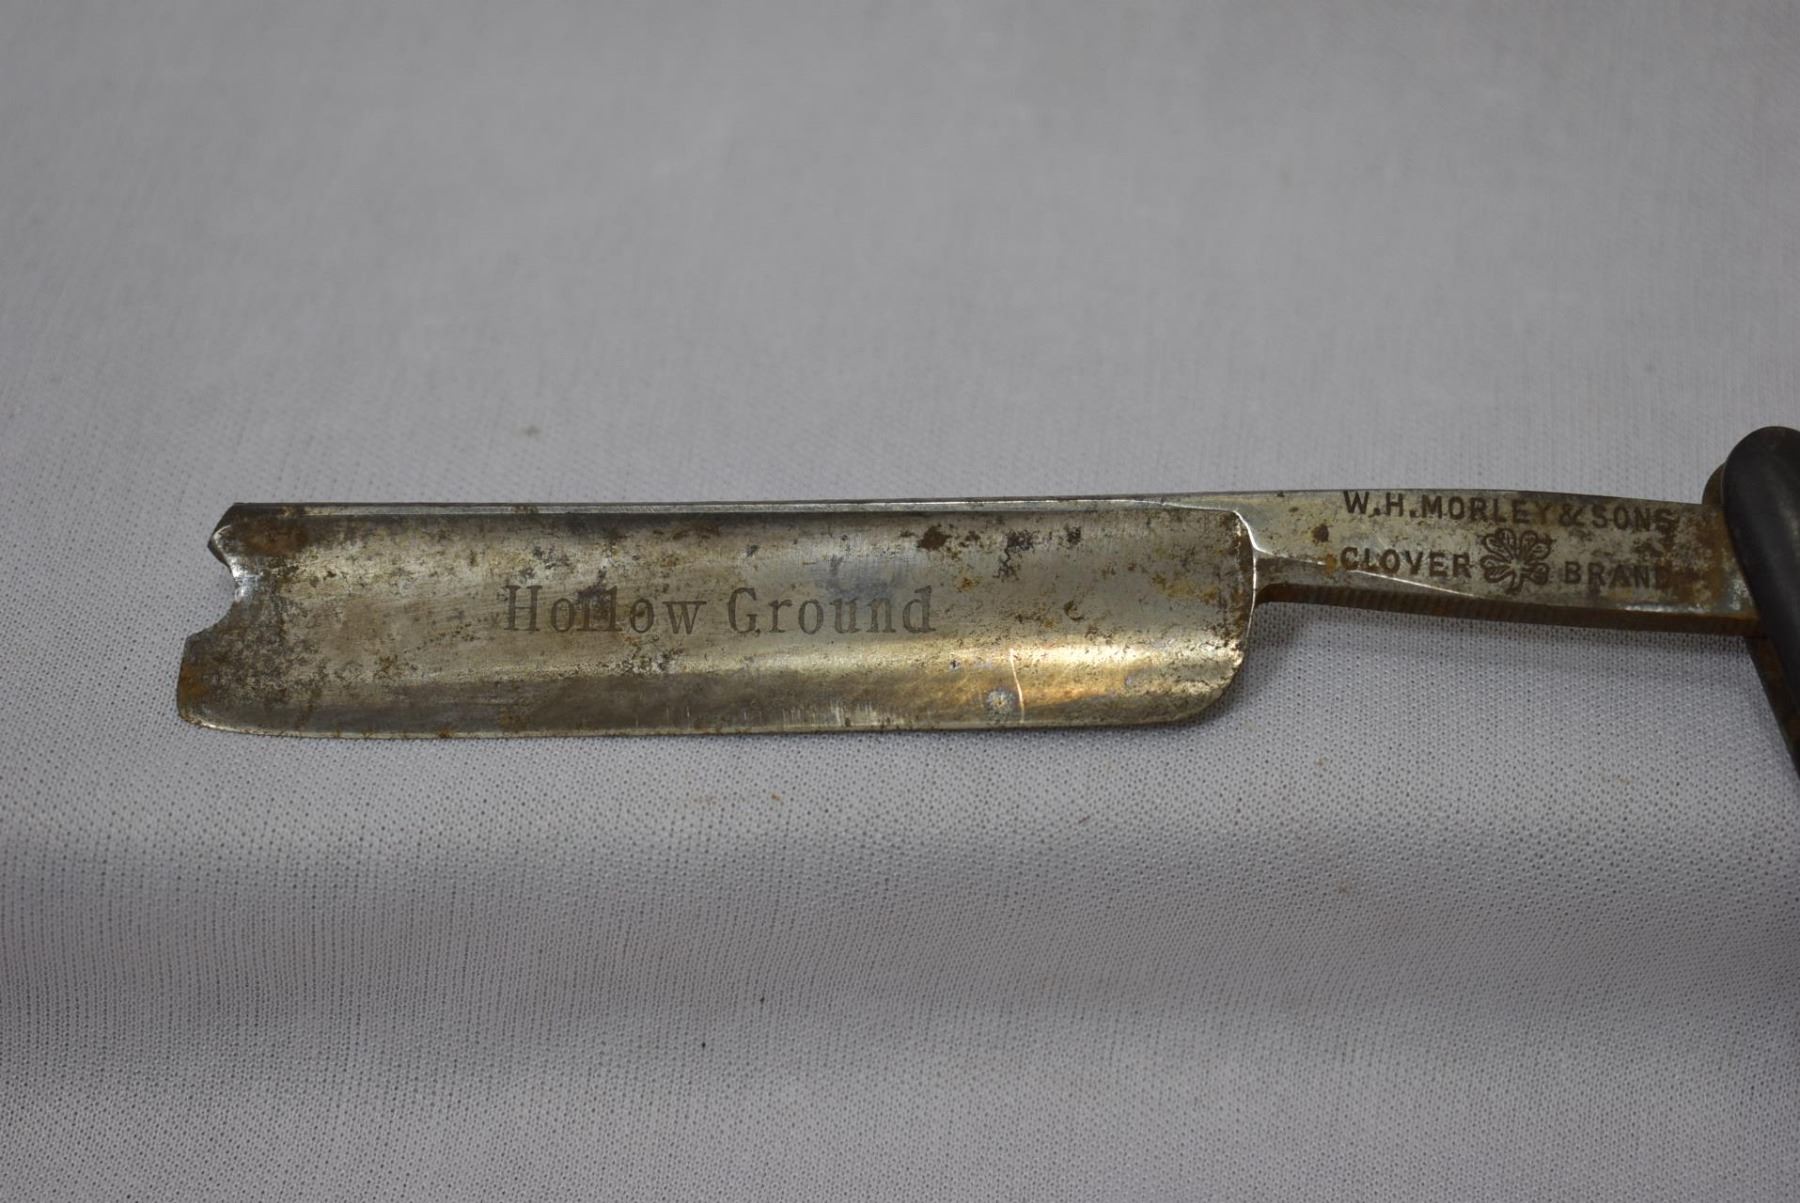 W.H.MORLEY & SONS
CLOVER BRAND
Hollow Ground